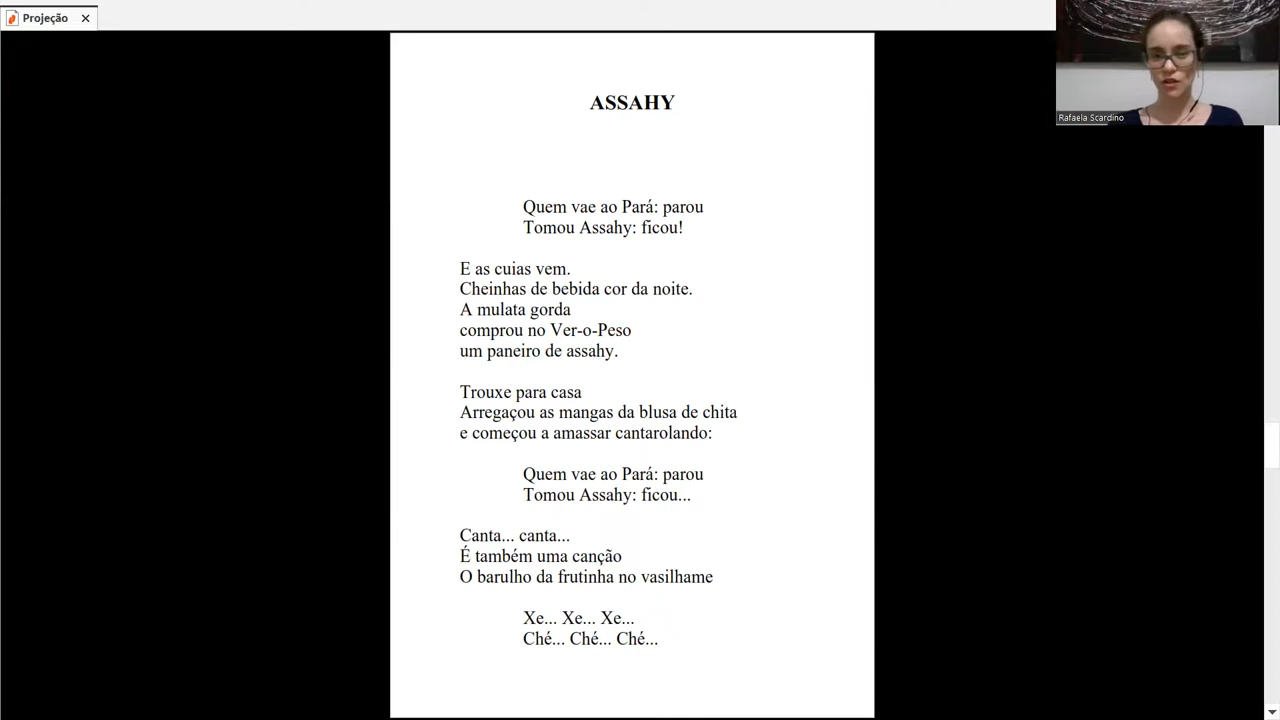 Projeção
Rafaela Scardino
ASSAHY
Quem vae ao Pará: parou
Tomou Assahy: ficou!
E as cuias vem.
Cheinhas de bebida cor da noite.
A mulata gorda
comprou no Ver-o-Peso
um paneiro de assahy.
Trouxe para casa
Arregaçou as mangas da blusa de chita
e começou a amassar cantarolando:
Quem vae ao Pará: parou
Tomou Assahy: ficou...
Canta... canta...
É também uma canção
O barulho da frutinha no vasilhame
Xe... Xe... Xe...
Ché... Ché... Ché...